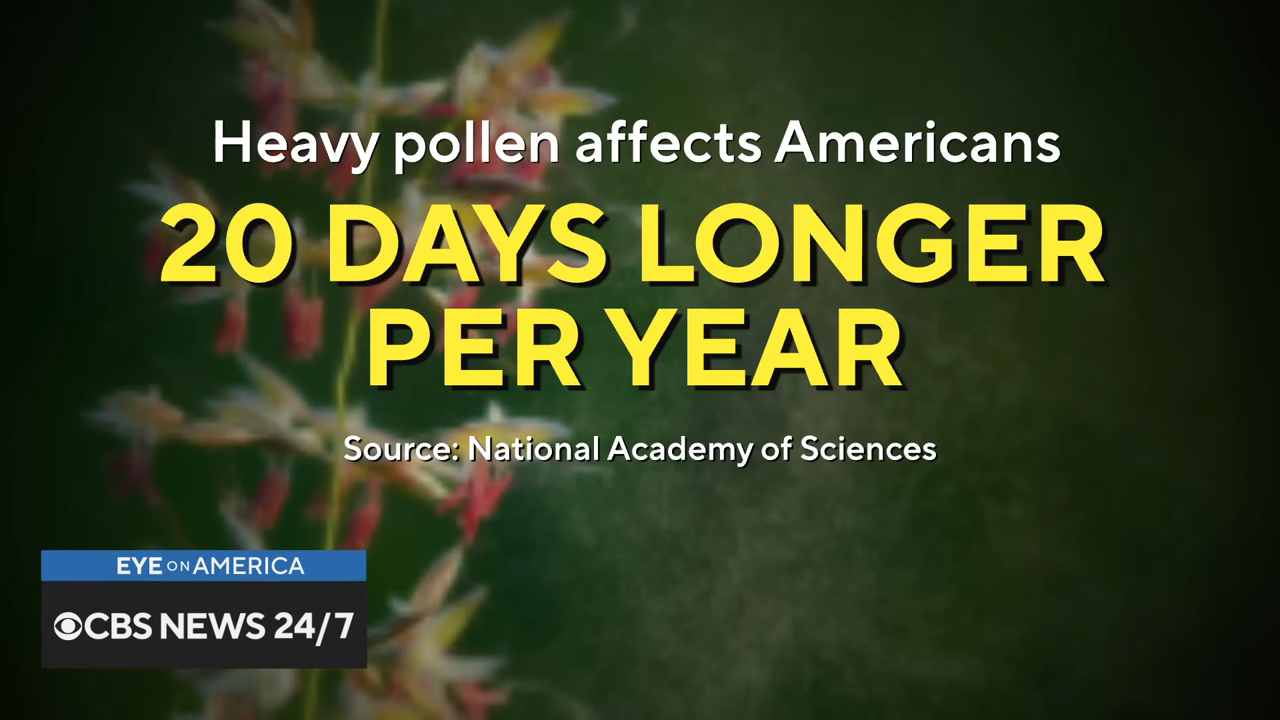 Heavy pollen affects Americans
20 DAYS LONGER
PER YEAR
Source: National Academy of Sciences
EYE ON AMERICA
CBS NEWS 24/7